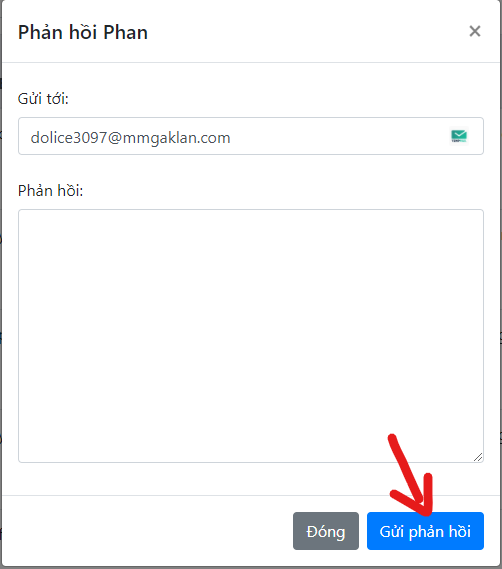 Phản hồi Phan ×
Gửi tới:
dolice3097@mmgaklan.com
Phản hồi:
Đóng Gửi phản hồi